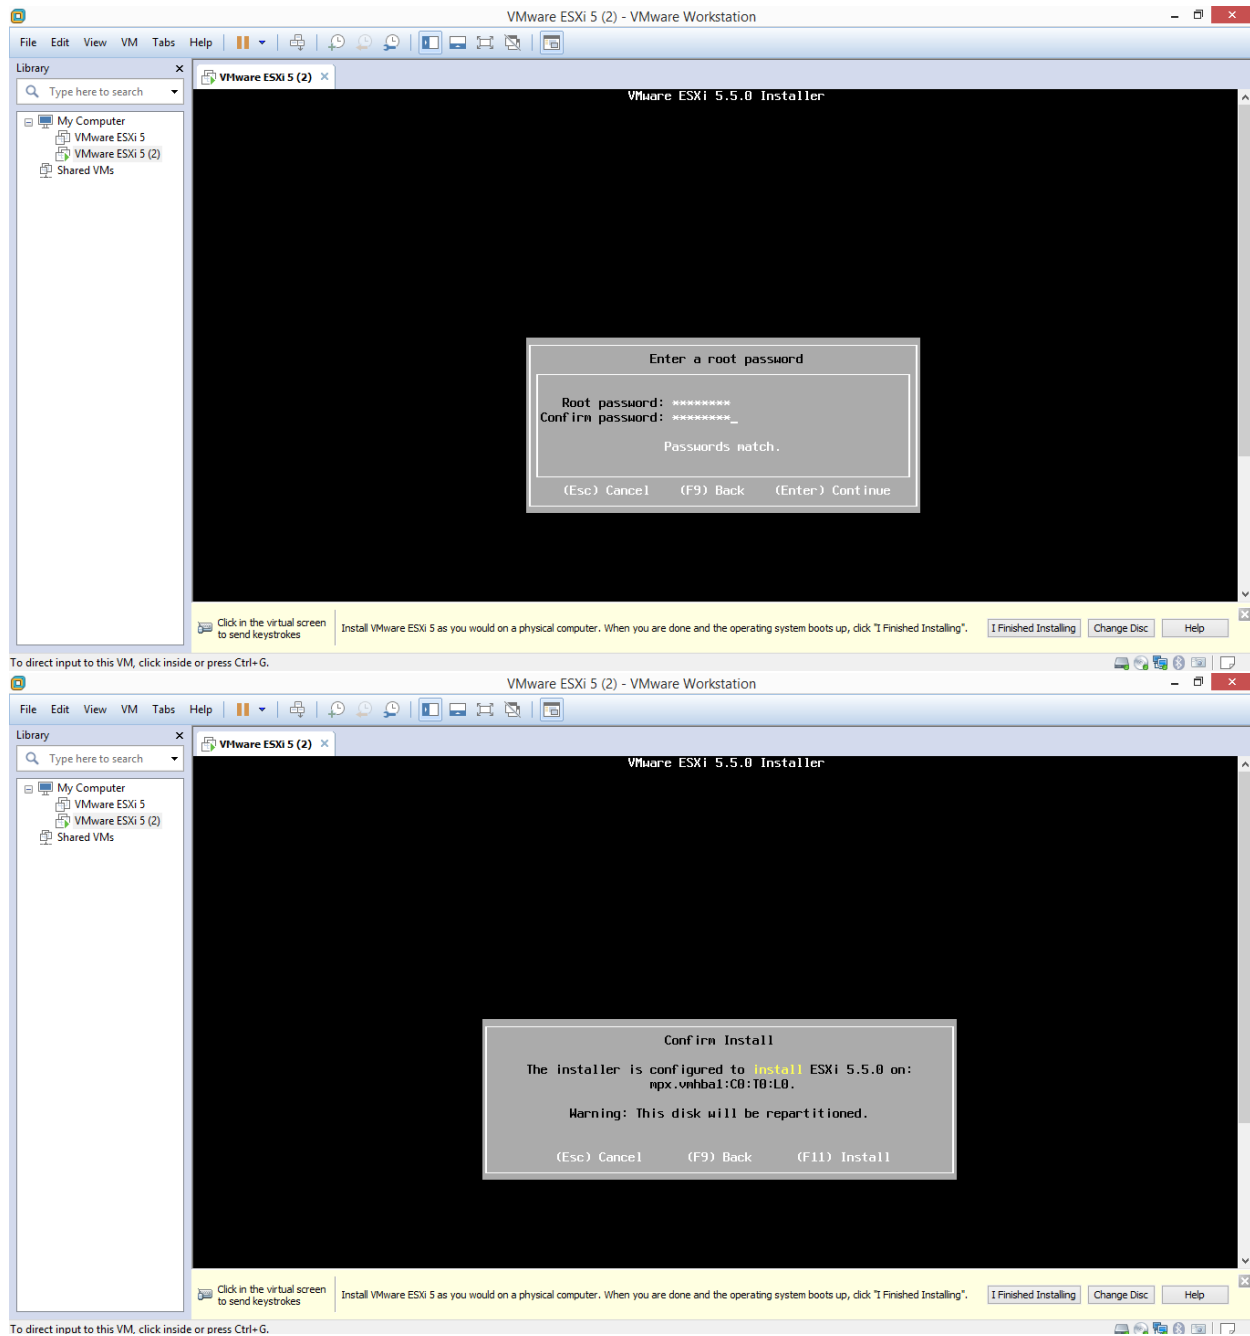 VMware ESXi 5 (2) - VMware Workstation
File Edit View VM Tabs Help
Library
VMware ESXi 5 (2)
Type here to search
VMware ESXi 5.5.0 Installer
My Computer
VMware ESXi 5
VMware ESXi 5 (2)
Shared VMs
Enter a root password
Root password: ********
Confirm password: ********_
Passwords match.
(Esc) Cancel (F9) Back (Enter) Continue
Click in the virtual screen
to send keystrokes
Install VMware ESXi 5 as you would on a physical computer. When you are done and the operating system boots up, click "I Finished Installing".
I Finished Installing
Change Disc
Help
To direct input to this VM, click inside or press Ctrl+G.
VMware ESXi 5 (2) - VMware Workstation
File Edit View VM Tabs Help
Library
VMware ESXi 5 (2)
Type here to search
VMware ESXi 5.5.0 Installer
My Computer
VMware ESXi 5
VMware ESXi 5 (2)
Shared VMs
Confirm Install
The installer is configured to install ESXi 5.5.0 on:
mpx.vmhba1:C0:T0:L0.
Warning: This disk will be repartitioned.
(Esc) Cancel (F9) Back (F11) Install
Click in the virtual screen
to send keystrokes
Install VMware ESXi 5 as you would on a physical computer. When you are done and the operating system boots up, click "I Finished Installing".
I Finished Installing
Change Disc
Help
To direct input to this VM, click inside or press Ctrl+G.